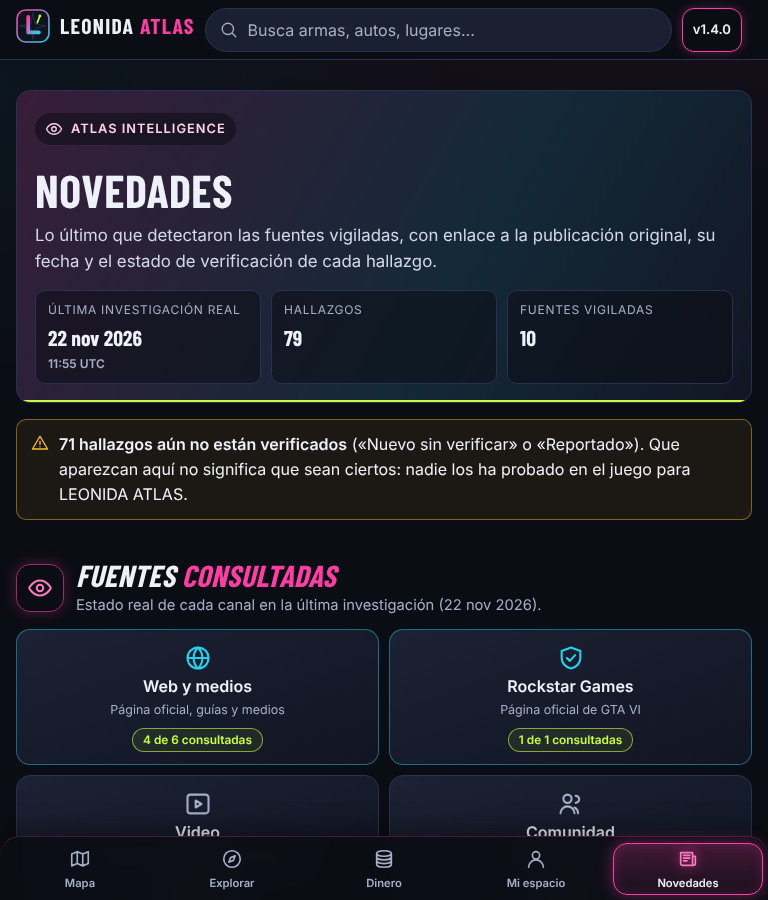 LEONIDA ATLAS
Busca armas, autos, lugares...
v1.4.0
ATLAS INTELLIGENCE
NOVEDADES
Lo último que detectaron las fuentes vigiladas, con enlace a la publicación original, su
fecha y el estado de verificación de cada hallazgo.
ÚLTIMA INVESTIGACIÓN REAL
22 nov 2026
11:55 UTC
HALLAZGOS
79
FUENTES VIGILADAS
10
71 hallazgos aún no están verificados («Nuevo sin verificar» o «Reportado»). Que
aparezcan aquí no significa que sean ciertos: nadie los ha probado en el juego para
LEONIDA ATLAS.
FUENTES CONSULTADAS
Estado real de cada canal en la última investigación (22 nov 2026).
Web y medios
Página oficial, guías y medios
4 de 6 consultadas
Rockstar Games
Página oficial de GTA VI
1 de 1 consultadas
Video
Comunidad
Mapa
Explorar
Dinero
Mi espacio
Novedades